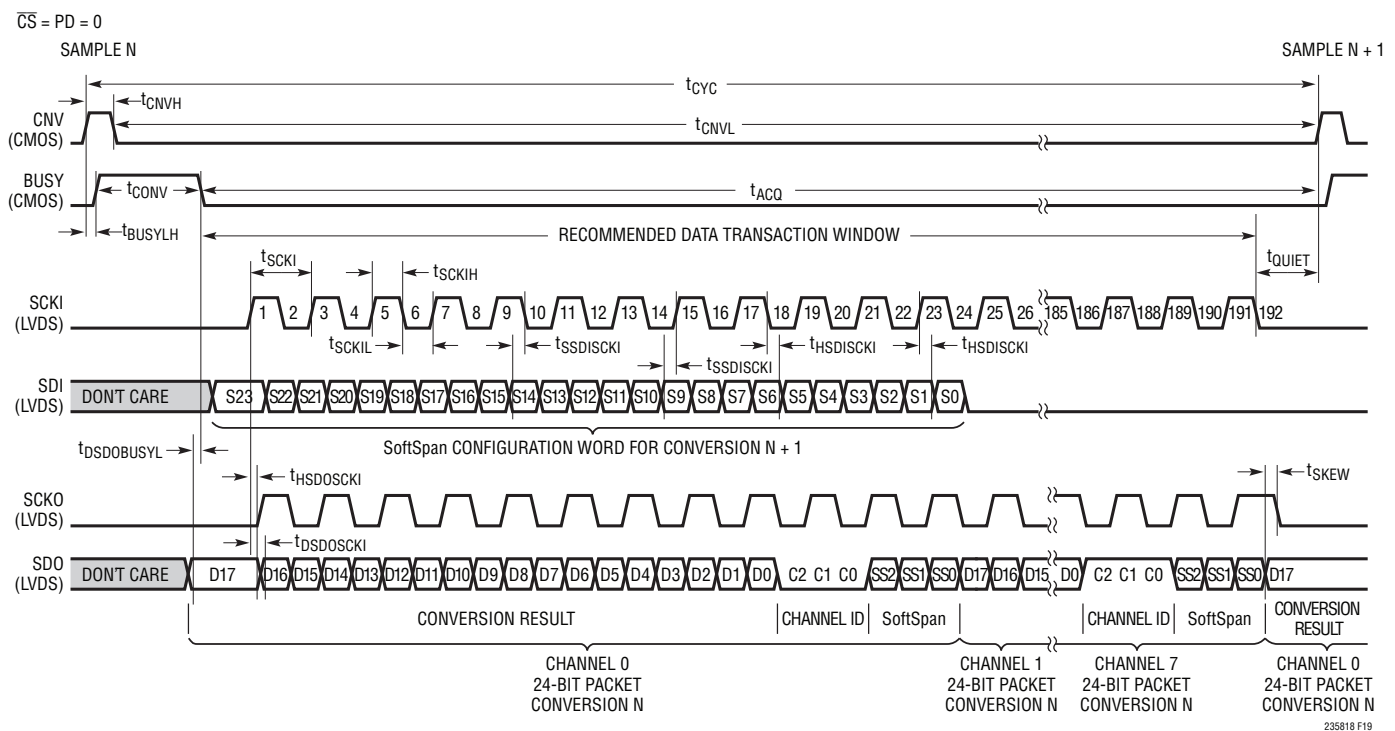 CS = PD = 0
SAMPLE N
SAMPLE N + 1
tCYC
tCNVH
CNV
(CMOS)
tCNVL
BUSY
(CMOS)
tCONV
tACQ
tBUSYLH
RECOMMENDED DATA TRANSACTION WINDOW
tQUIET
tSCKI
tSCKIH
SCKI
(LVDS)
1 2 3 4 5 6 7 8 9 10 11 12 13 14 15 16 17 18 19 20 21 22 23 24 25 26 185 186 187 188 189 190 191 192
tSCKIL
tSSDISCKI
tSSDISCKI
tHSDISCKI
tHSDISCKI
SDI
(LVDS)
DON'T CARE S23 S22 S21 S20 S19 S18 S17 S16 S15 S14 S13 S12 S11 S10 S9 S8 S7 S6 S5 S4 S3 S2 S1 S0
SoftSpan CONFIGURATION WORD FOR CONVERSION N + 1
tDSDOBUSYL
tHSDOSCKI
tSKEW
SCKO
(LVDS)
tDSDOSCKI
SDO
(LVDS)
DON'T CARE D17 D16 D15 D14 D13 D12 D11 D10 D9 D8 D7 D6 D5 D4 D3 D2 D1 D0 C2 C1 C0 SS2 SS1 SS0 D17 D16 D15 D0 C2 C1 C0 SS2 SS1 SS0 D17
CONVERSION RESULT
CHANNEL ID
SoftSpan
CHANNEL ID
SoftSpan
CONVERSION
RESULT
CHANNEL 0
24-BIT PACKET
CONVERSION N
CHANNEL 1
24-BIT PACKET
CONVERSION N
CHANNEL 7
24-BIT PACKET
CONVERSION N
CHANNEL 0
24-BIT PACKET
CONVERSION N
235818 F19